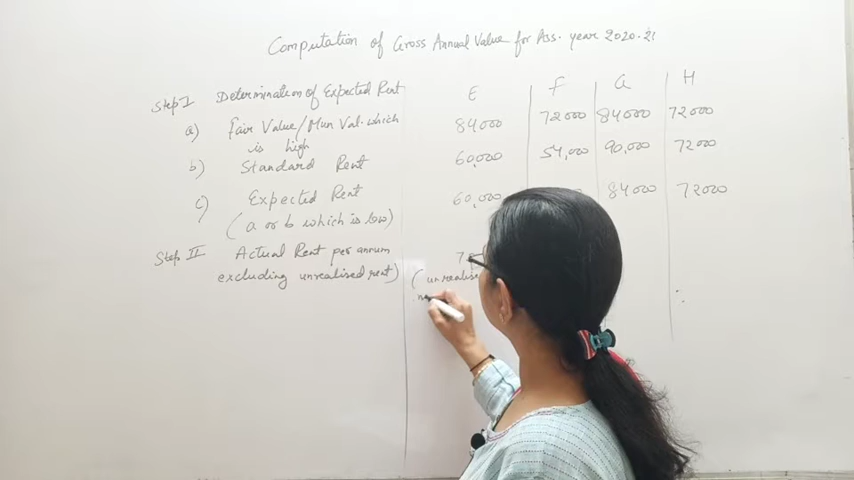 Computation of Gross Annual Value for Ass. year 2020-21
Step I Determination of Expected Rent E F G H
a) Fair Value/Mun Val. which is high 84000 72000 84000 72000
b) Standard Rent 60,000 54,000 90,000 72000
c) Expected Rent 60,000 84000 72000
(a or b which is low)
Step II Actual Rent per annum 7
excluding unrealised rent) (unrealise